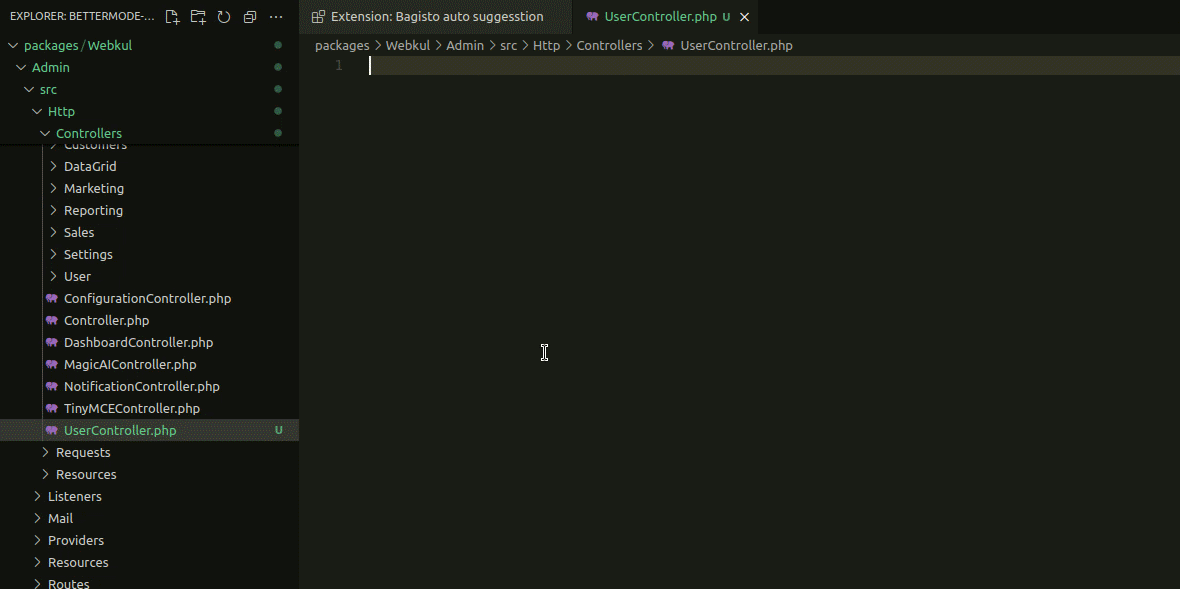 EXPLORER: BETTERMODE-...
packages/Webkul
Admin
src
Http
Controllers
Customers
DataGrid
Marketing
Reporting
Sales
Settings
User
ConfigurationController.php
Controller.php
DashboardController.php
MagicAIController.php
NotificationController.php
TinyMCEController.php
UserController.php U
Requests
Resources
Listeners
Mail
Providers
Resources
Routes
Extension: Bagisto auto suggesstion
UserController.php U
packages > Webkul > Admin > src > Http > Controllers > UserController.php
1